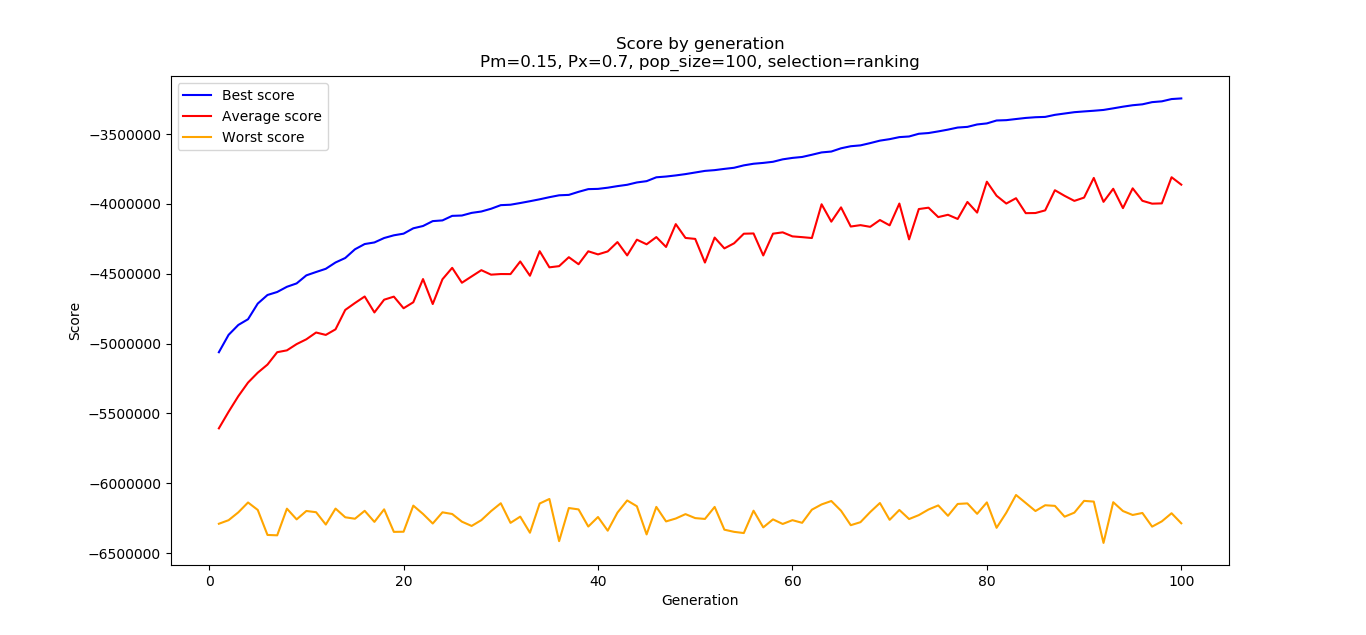 Score by generation
Pm=0.15, Px=0.7, pop_size=100, selection=ranking
Best score
Average score
Worst score
−3500000
−4000000
−4500000
−5000000
−5500000
−6000000
−6500000
Score
0
20
40
60
80
100
Generation